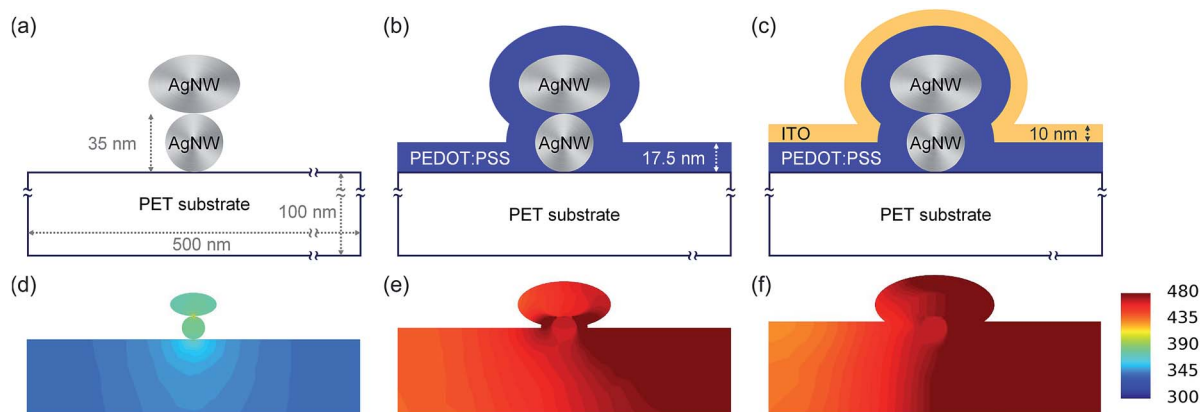 (a)
AgNW
AgNW
35 nm
PET substrate
100 nm
500 nm
(b)
AgNW
AgNW
PEDOT:PSS
17.5 nm
PET substrate
(c)
AgNW
AgNW
ITO
10 nm
PEDOT:PSS
PET substrate
(d)
(e)
(f)
480
435
390
345
300